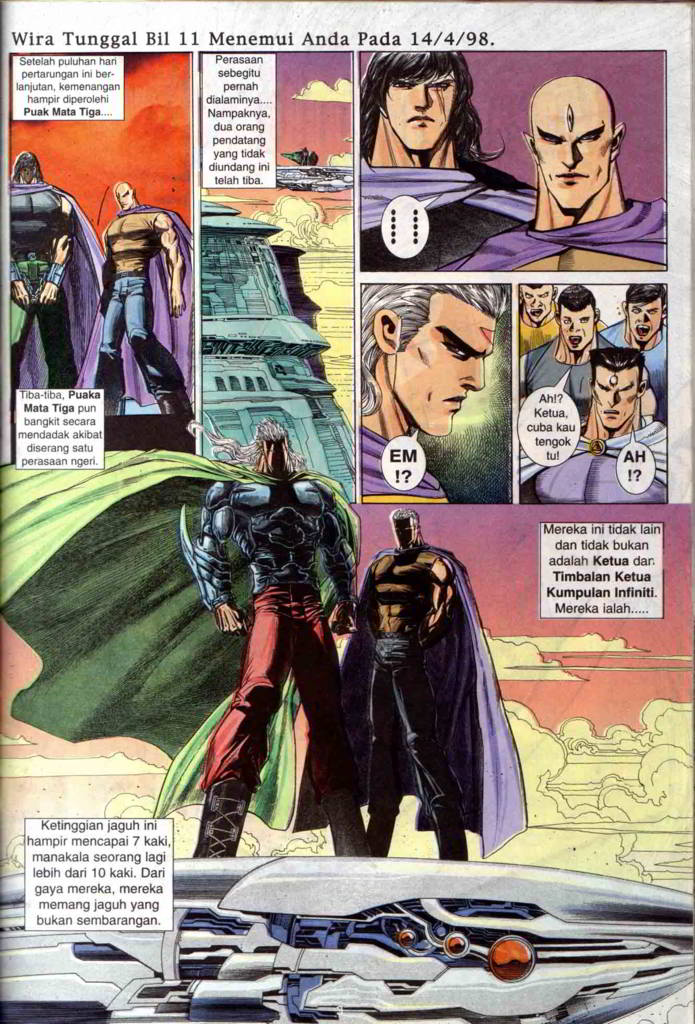 Wira Tunggal Bil 11 Menemui Anda Pada 14/4/98.
Setelah puluhan hari
pertarungan ini ber-
lanjutan, kemenangan
hampir diperolehi
Puak Mata Tiga....
Perasaan
sebegitu
pernah
dialaminya....
Nampaknya,
dua orang
pendatang
yang tidak
diundang ini
telah tiba.
Tiba-tiba, Puaka
Mata Tiga pun
bangkit secara
mendadak akibat
diserang satu
perasaan ngeri.
EM
!?
Ah!?
Ketua,
cuba kau
tengok
tu!
AH
!?
Mereka ini tidak lain
dan tidak bukan
adalah Ketua dan
Timbalan Ketua
Kumpulan Infiniti.
Mereka ialah.....
Ketinggian jaguh ini
hampir mencapai 7 kaki,
manakala seorang lagi
lebih dari 10 kaki. Dari
gaya mereka, mereka
memang jaguh yang
bukan sembarangan.